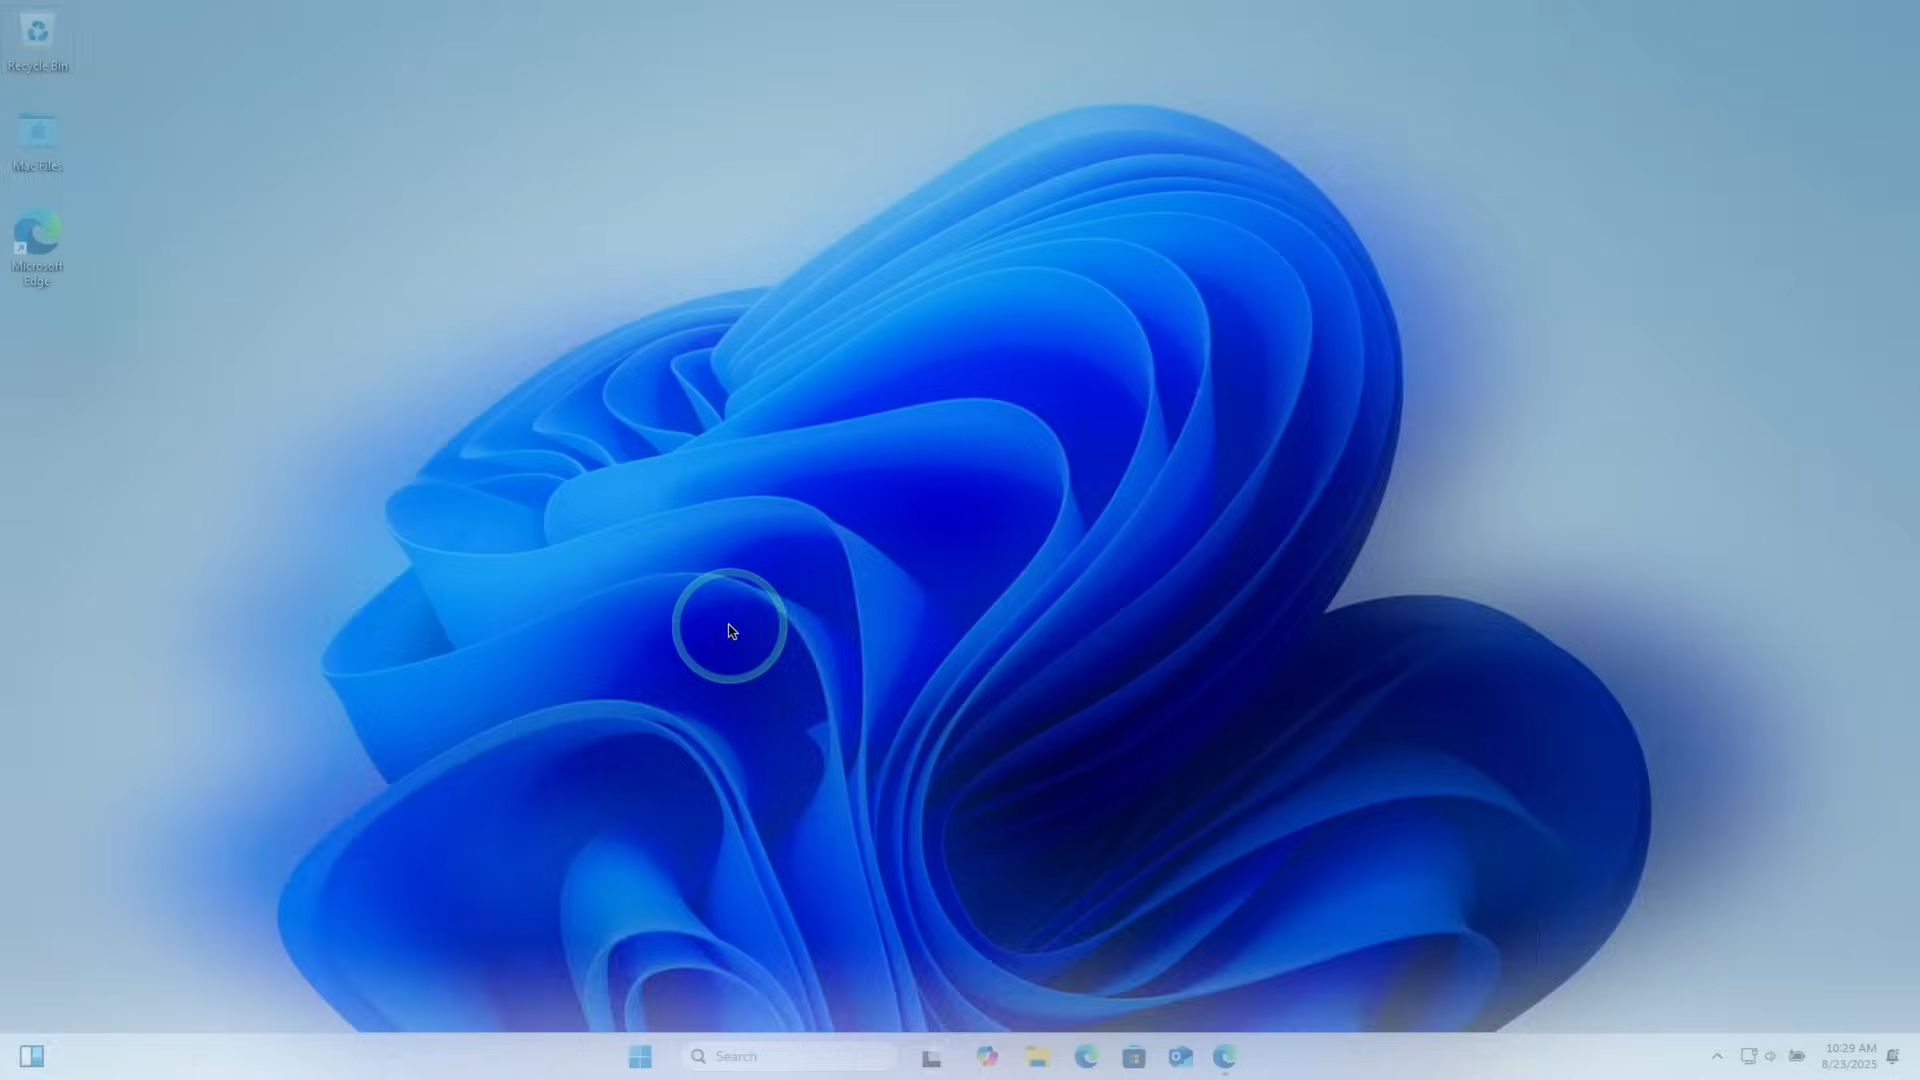 Recycle Bin
Mac Files
Microsoft
Edge
Search
10:29 AM
8/23/2025